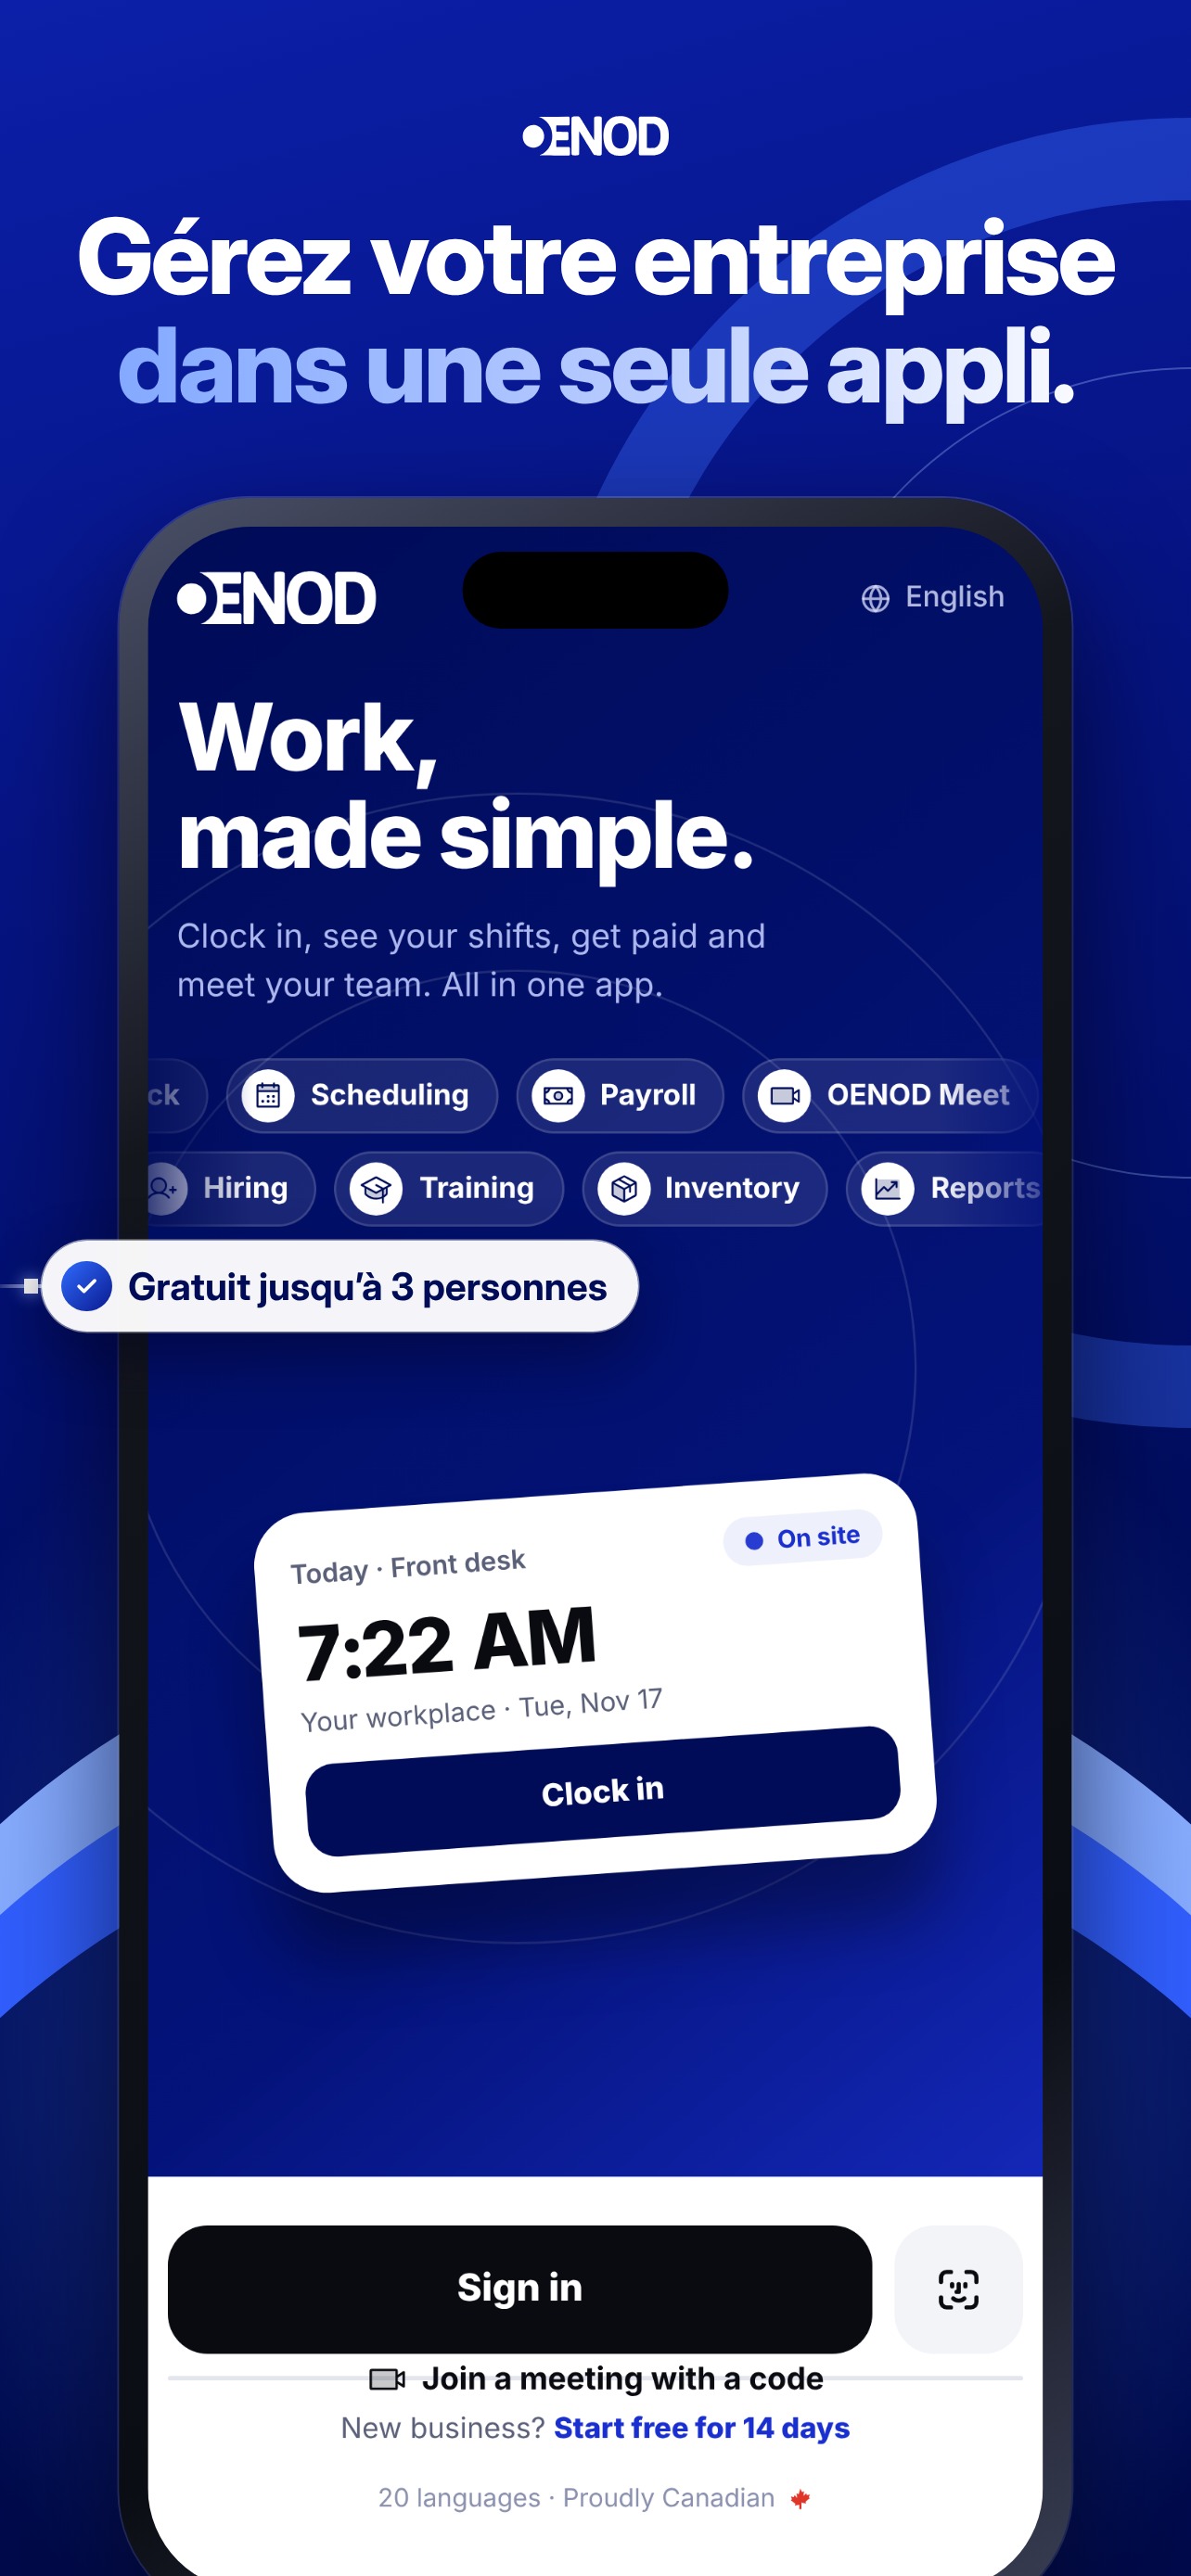 OENOD
Gérez votre entreprise
dans une seule appli.
OENOD
English
Work,
made simple.
Clock in, see your shifts, get paid and
meet your team. All in one app.
ck
Scheduling
Payroll
OENOD Meet
Hiring
Training
Inventory
Reports
Gratuit jusqu’à 3 personnes
Today · Front desk
On site
7:22 AM
Your workplace · Tue, Nov 17
Clock in
Sign in
Join a meeting with a code
New business? Start free for 14 days
20 languages · Proudly Canadian 🍁